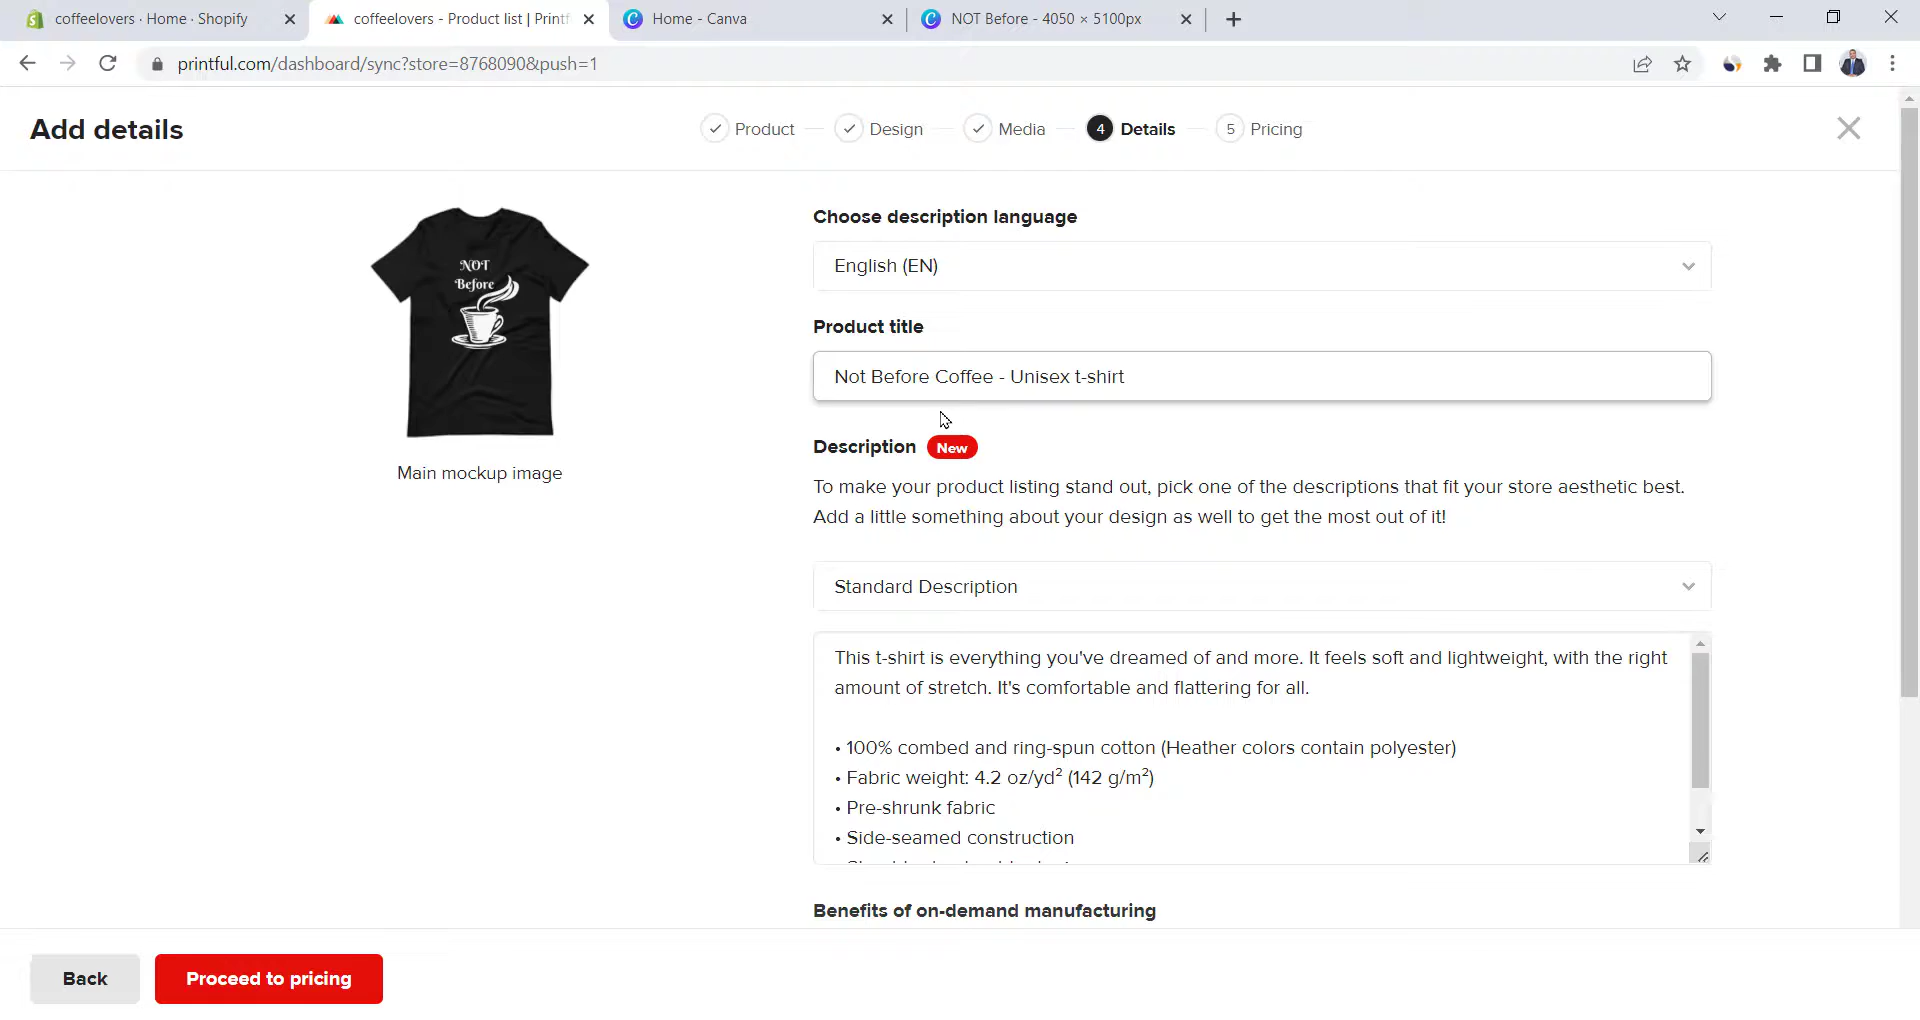 coffeelovers · Home · Shopify
coffeelovers - Product list | Printf
Home - Canva
NOT Before - 4050 × 5100px
printful.com/dashboard/sync?store=8768090&push=1
Add details
Product
Design
Media
4 Details
5 Pricing
NOT
Before
Main mockup image
Choose description language
English (EN)
Product title
Not Before Coffee - Unisex t-shirt
Description New
To make your product listing stand out, pick one of the descriptions that fit your store aesthetic best.
Add a little something about your design as well to get the most out of it!
Standard Description
This t-shirt is everything you've dreamed of and more. It feels soft and lightweight, with the right
amount of stretch. It's comfortable and flattering for all.
• 100% combed and ring-spun cotton (Heather colors contain polyester)
• Fabric weight: 4.2 oz/yd² (142 g/m²)
• Pre-shrunk fabric
• Side-seamed construction
Benefits of on-demand manufacturing
Back
Proceed to pricing